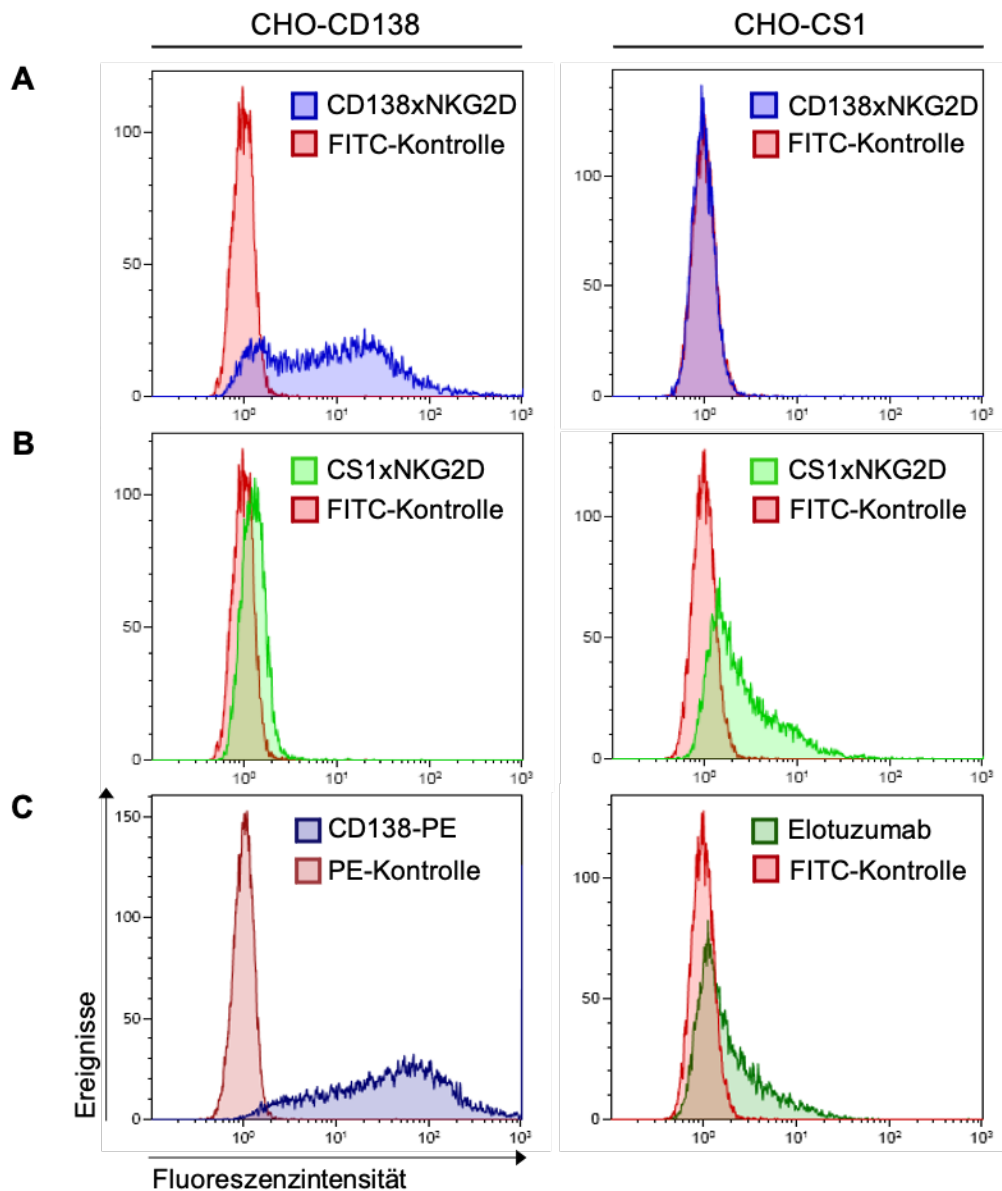 CHO-CD138
CHO-CS1
A
CD138xNKG2D
FITC-Kontrolle
100
50
0
10⁰ 10¹ 10² 10³
CD138xNKG2D
FITC-Kontrolle
100
50
0
10⁰ 10¹ 10² 10³
B
CS1xNKG2D
FITC-Kontrolle
100
50
0
10⁰ 10¹ 10² 10³
CS1xNKG2D
FITC-Kontrolle
100
50
0
10⁰ 10¹ 10² 10³
C
CD138-PE
PE-Kontrolle
150
100
50
0
10⁰ 10¹ 10² 10³
Elotuzumab
FITC-Kontrolle
100
50
0
10⁰ 10¹ 10² 10³
Ereignisse
Fluoreszenzintensität